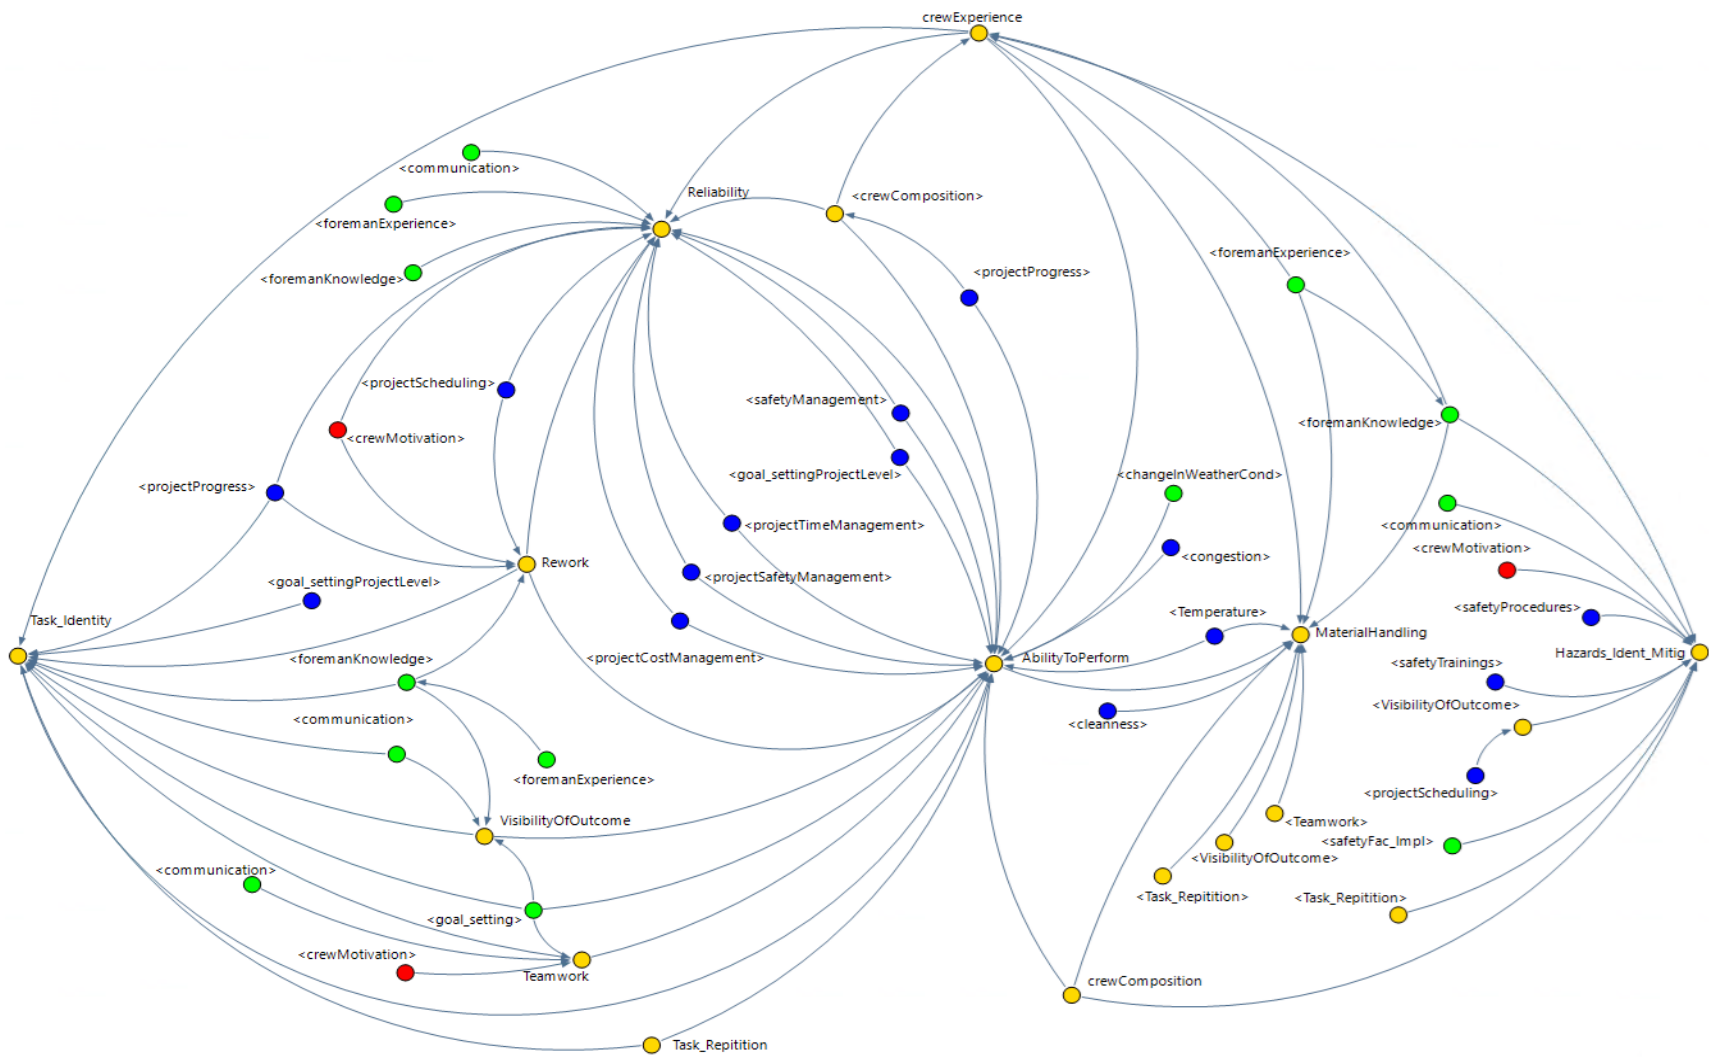 crewExperience
<communication>
Reliability
<crewComposition>
<foremanExperience>
<foremanExperience>
<foremanKnowledge>
<projectProgress>
<projectScheduling>
<safetyManagement>
<foremanKnowledge>
<crewMotivation>
<goal_settingProjectLevel>
<changeInWeatherCond>
<projectProgress>
<projectTimeManagement>
<communication>
<crewMotivation>
<congestion>
Rework
<goal_settingProjectLevel>
<projectSafetyManagement>
<safetyProcedures>
<Temperature>
Task_Identity
MaterialHandling
<foremanKnowledge>
<projectCostManagement>
AbilityToPerform
Hazards_Ident_Mitig
<safetyTrainings>
<VisibilityOfOutcome>
<communication>
<cleanness>
<foremanExperience>
<projectScheduling>
VisibilityOfOutcome
<Teamwork>
<safetyFac_Impl>
<VisibilityOfOutcome>
<communication>
<Task_Repitition>
<Task_Repitition>
<goal_setting>
<crewMotivation>
Teamwork
crewComposition
Task_Repitition